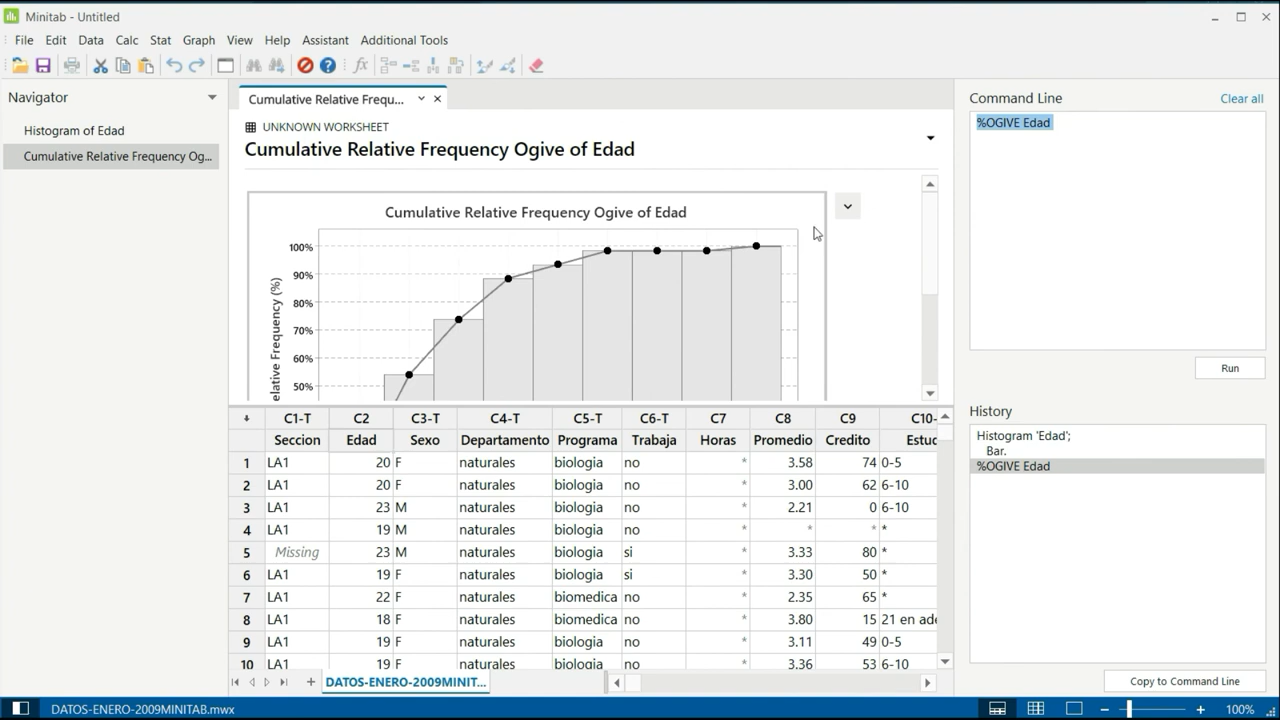 Minitab - Untitled
File Edit Data Calc Stat Graph View Help Assistant Additional Tools
Navigator
Histogram of Edad
Cumulative Relative Frequency Og...
Cumulative Relative Frequ...
UNKNOWN WORKSHEET
Cumulative Relative Frequency Ogive of Edad
Cumulative Relative Frequency Ogive of Edad
100%
90%
80%
70%
60%
50%
elative Frequency (%)
C1-T C2 C3-T C4-T C5-T C6-T C7 C8 C9 C10-
Seccion Edad Sexo Departamento Programa Trabaja Horas Promedio Credito Estud
1 LA1 20 F naturales biologia no * 3.58 74 0-5
2 LA1 20 F naturales biologia no * 3.00 62 6-10
3 LA1 23 M naturales biologia no * 2.21 0 6-10
4 LA1 19 M naturales biologia no * * * *
5 Missing 23 M naturales biologia si * 3.33 80 *
6 LA1 19 F naturales biologia si * 3.30 50 *
7 LA1 22 F naturales biomedica no * 2.35 65 *
8 LA1 18 F naturales biomedica no * 3.80 15 21 en ade
9 LA1 19 F naturales biologia no * 3.11 49 0-5
10 LA1 19 F naturales biologia no * 3.36 53 6-10
DATOS-ENERO-2009MINIT...
Command Line Clear all
%OGIVE Edad
Run
History
Histogram 'Edad';
Bar.
%OGIVE Edad
Copy to Command Line
DATOS-ENERO-2009MINITAB.mwx
100%